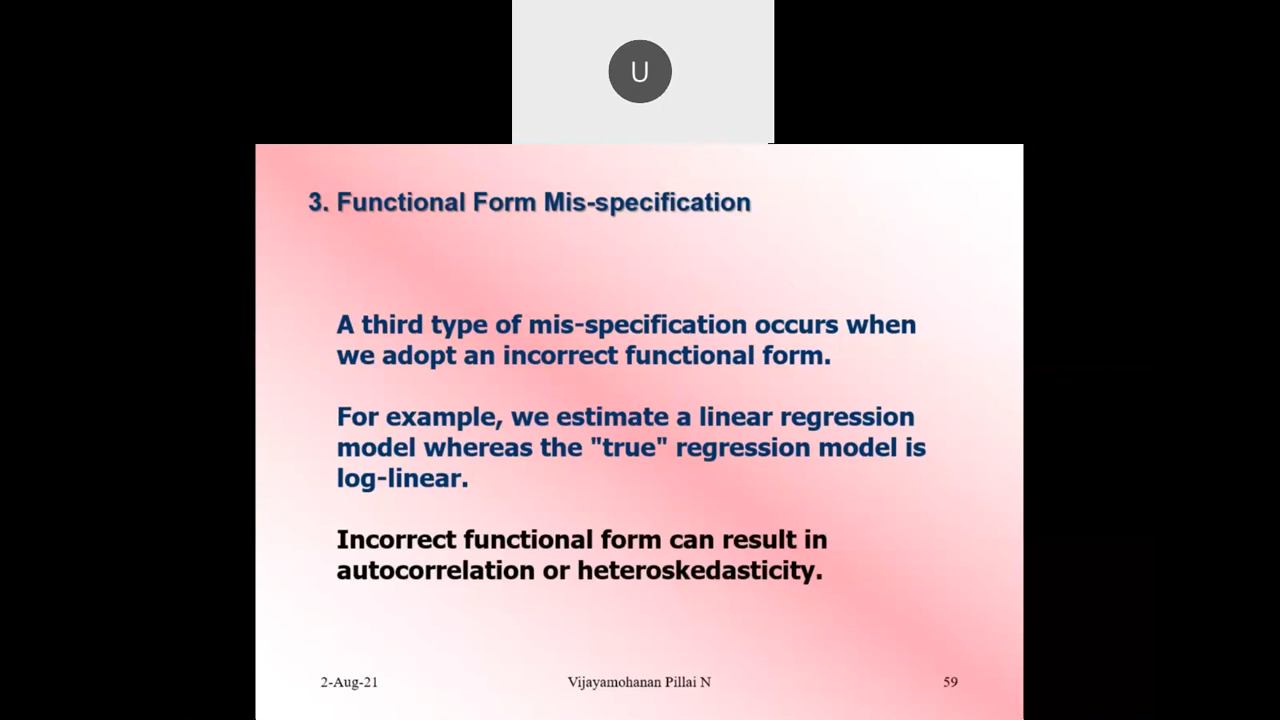 U
3. Functional Form Mis-specification
A third type of mis-specification occurs when
we adopt an incorrect functional form.
For example, we estimate a linear regression
model whereas the "true" regression model is
log-linear.
Incorrect functional form can result in
autocorrelation or heteroskedasticity.
2-Aug-21
Vijayamohanan Pillai N
59